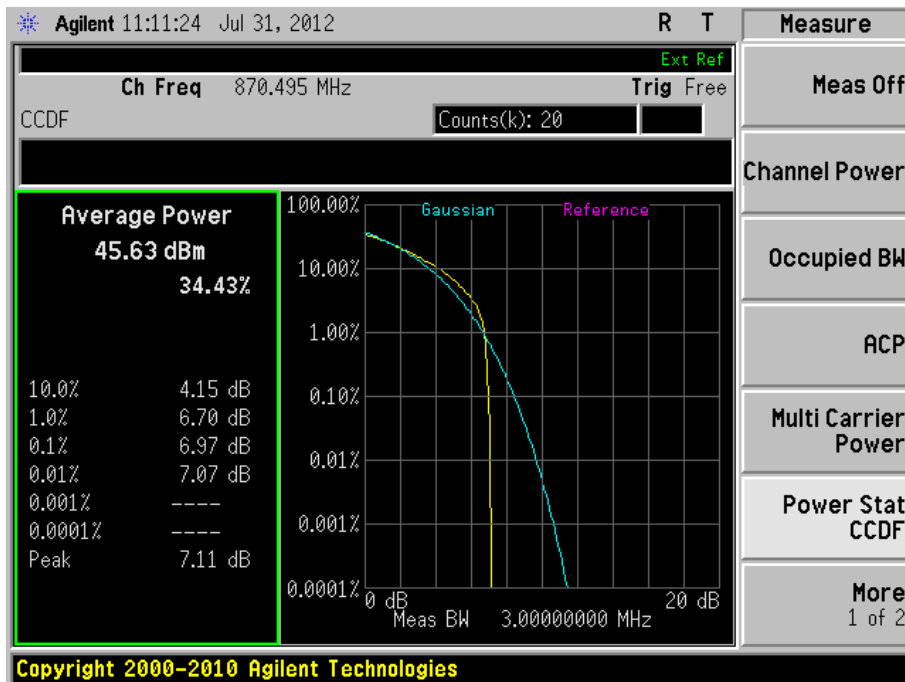 Agilent 11:11:24 Jul 31, 2012 R T
Measure
Ext Ref
Ch Freq 870.495 MHz Trig Free
CCDF Counts(k): 20
Average Power
45.63 dBm
34.43%
10.0% 4.15 dB
1.0% 6.70 dB
0.1% 6.97 dB
0.01% 7.07 dB
0.001% ----
0.0001% ----
Peak 7.11 dB
Gaussian Reference
100.00%
10.00%
1.00%
0.10%
0.01%
0.001%
0.0001%
0 dB 20 dB
Meas BW 3.00000000 MHz
Meas Off
Channel Power
Occupied BW
ACP
Multi Carrier
Power
Power Stat
CCDF
More
1 of 2
Copyright 2000-2010 Agilent Technologies